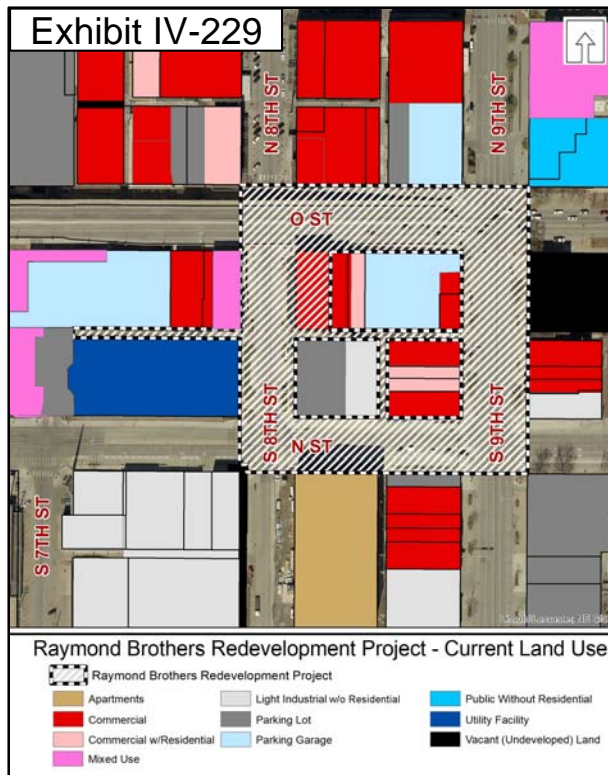 Exhibit IV-229
N 8TH ST
N 9TH ST
O ST
S 8TH ST
S 9TH ST
N ST
S 7TH ST
Raymond Brothers Redevelopment Project - Current Land Use
Raymond Brothers Redevelopment Project
Apartments
Commercial
Commercial w/Residential
Mixed Use
Light Industrial w/o Residential
Parking Lot
Parking Garage
Public Without Residential
Utility Facility
Vacant (Undeveloped) Land